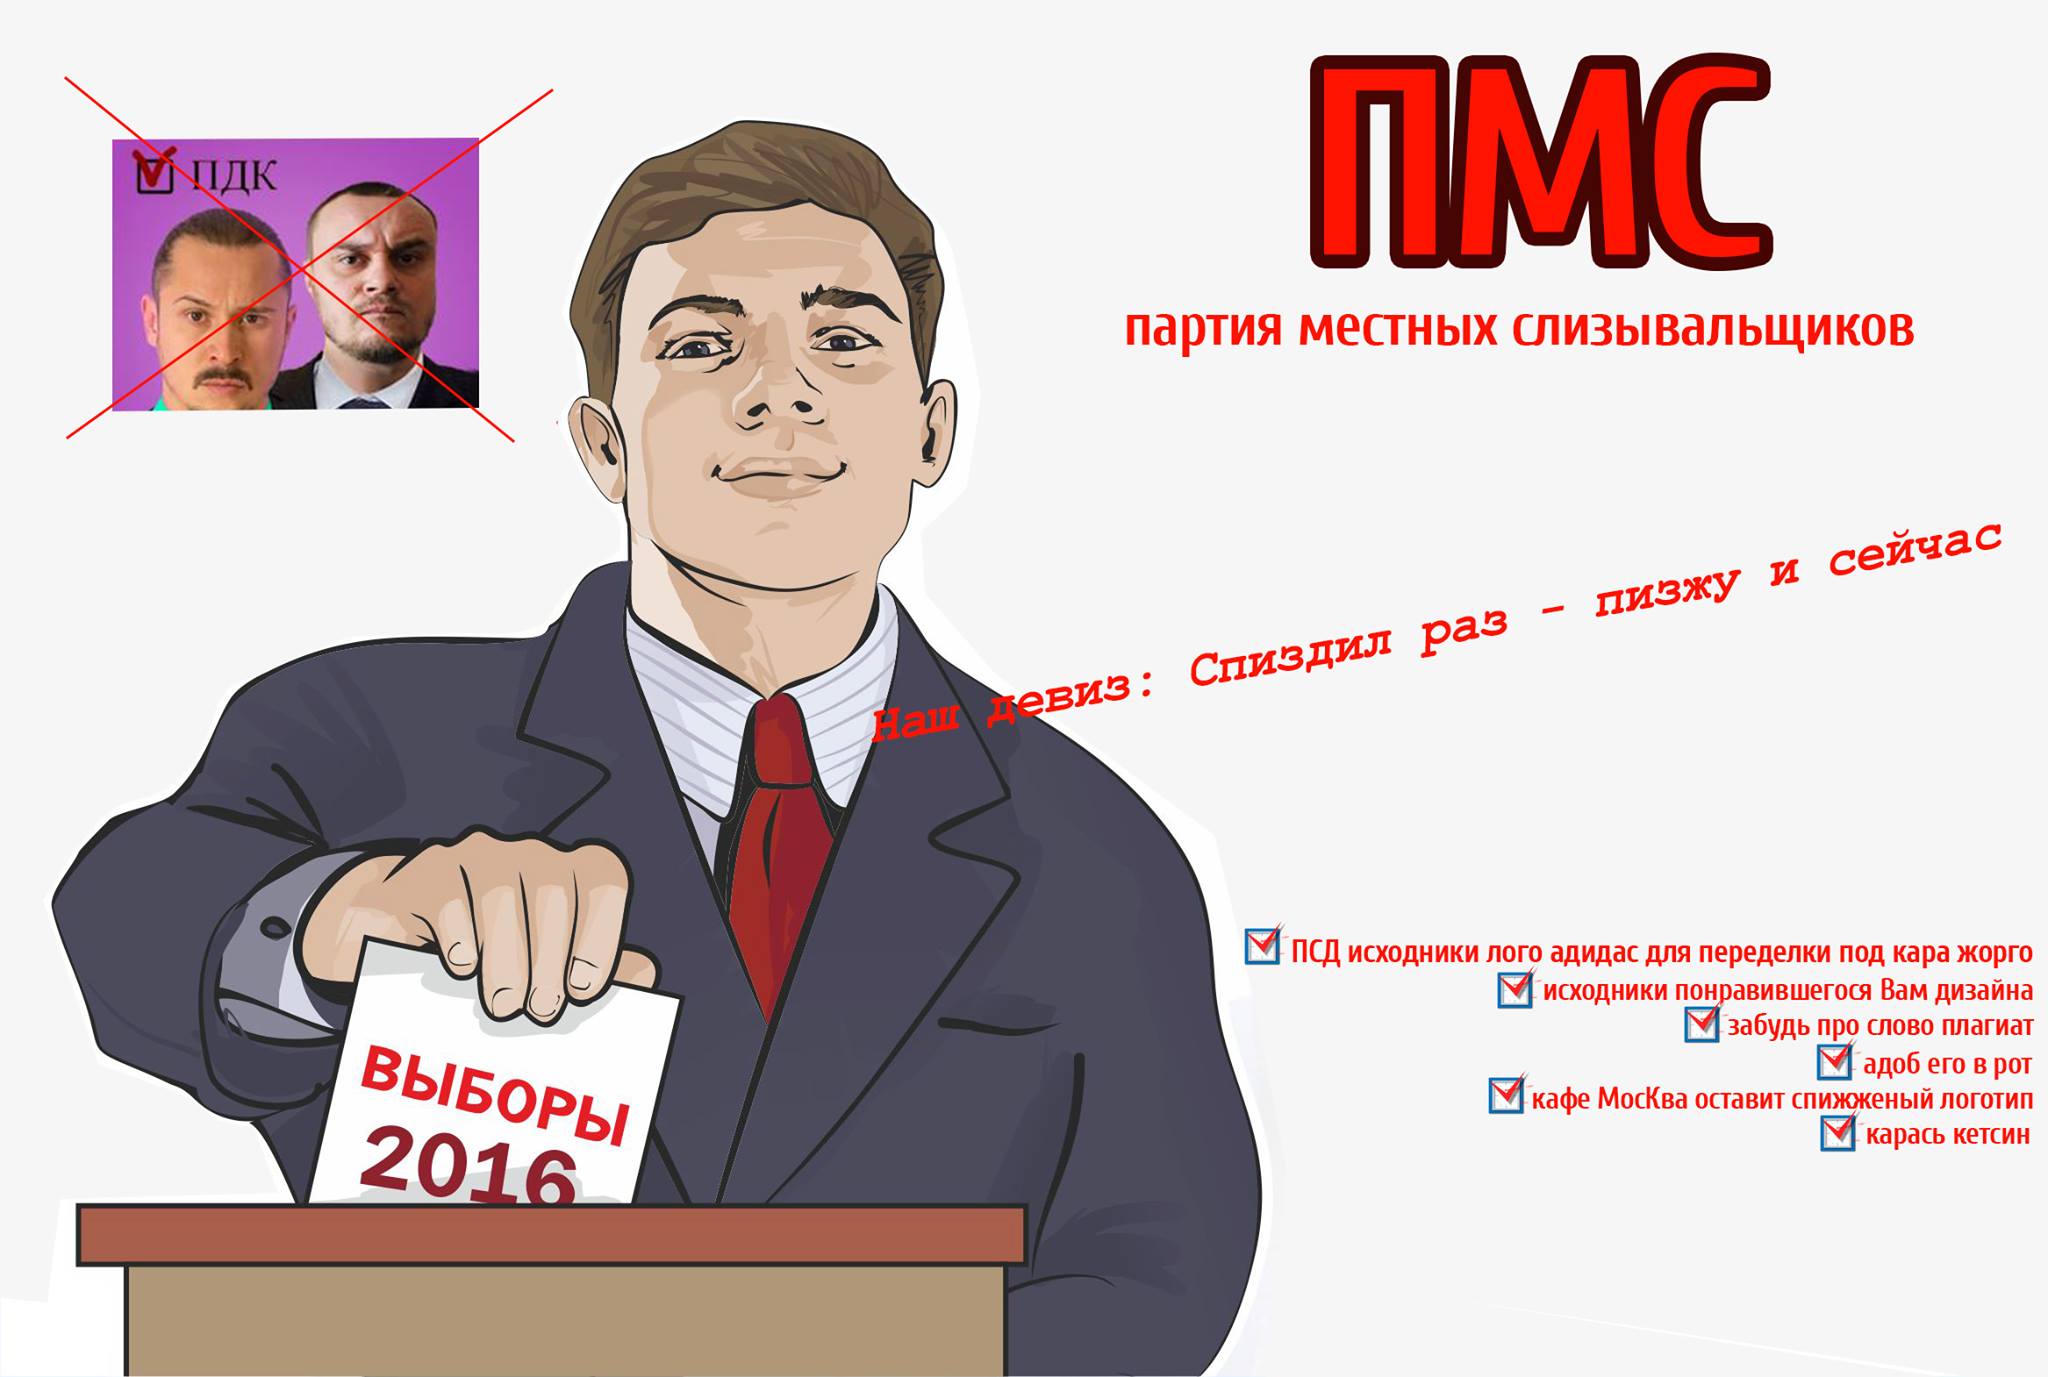 ПДК
ПМС
партия местных слизывальщиков
Наш девиз: Спиздил раз - пизжу и сейчас
ПСД исходники лого адидас для переделки под кара жорго
исходники понравившегося Вам дизайна
забудь про слово плагиат
адоб его в рот
кафе МосКва оставит спижженый логотип
карась кетсин
ВЫБОРЫ
2016